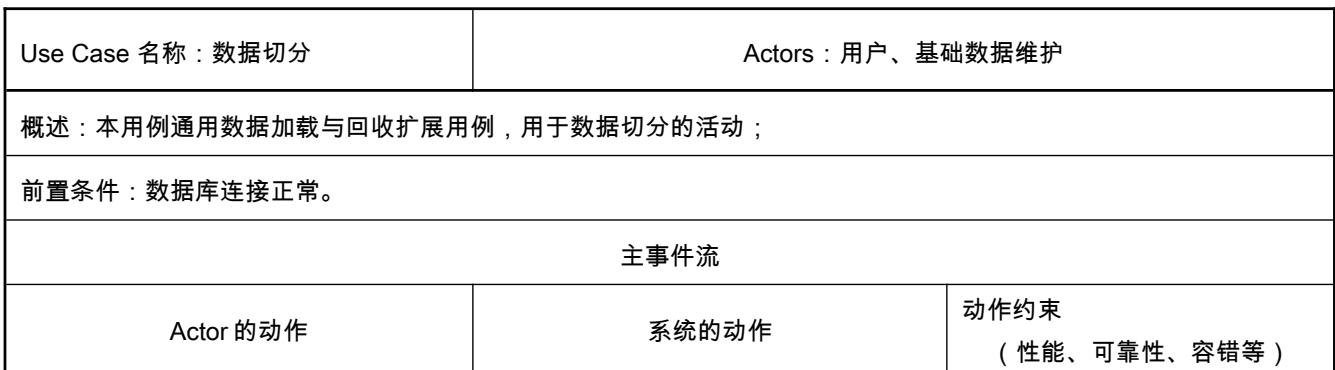 Use Case 名称：数据切分
Actors：用户、基础数据维护
概述：本用例通用数据加载与回收扩展用例，用于数据切分的活动；
前置条件：数据库连接正常。
主事件流
Actor 的动作
系统的动作
动作约束
（性能、可靠性、容错等）